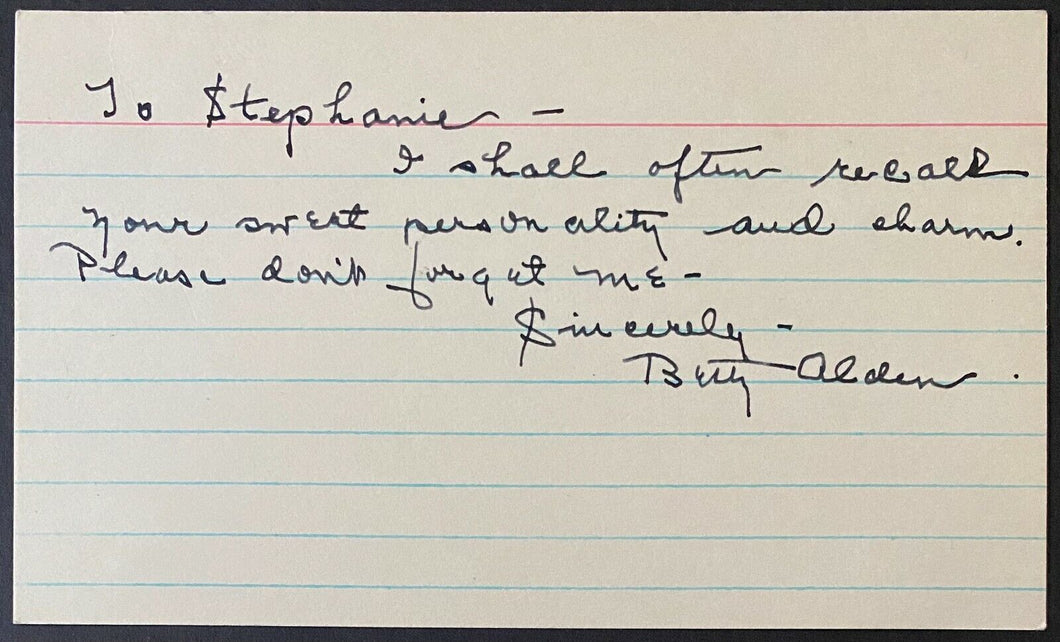 To Stephanie -
I shall often recall
your sweet personality and charm.
Please don't forget me -
Sincerely -
Betty Alden.